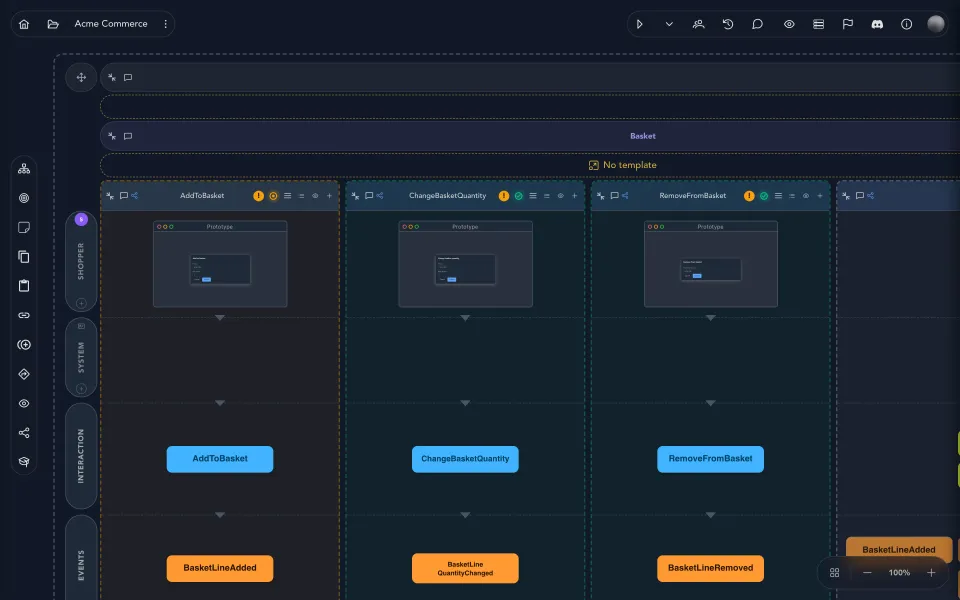 Acme Commerce
Basket
No template
AddToBasket
ChangeBasketQuantity
RemoveFromBasket
Prototype
Prototype
Prototype
SHOPPER
SYSTEM
INTERACTION
AddToBasket
ChangeBasketQuantity
RemoveFromBasket
EVENTS
BasketLineAdded
BasketLine
QuantityChanged
BasketLineRemoved
BasketLineAdded
100%